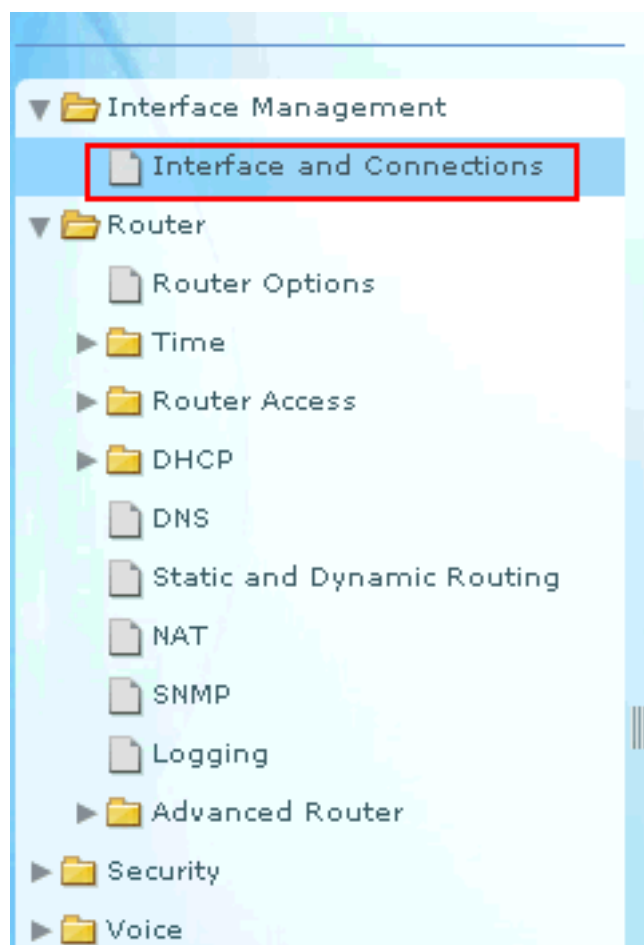 Interface Management
Interface and Connections
Router
Router Options
Time
Router Access
DHCP
DNS
Static and Dynamic Routing
NAT
SNMP
Logging
Advanced Router
Security
Voice